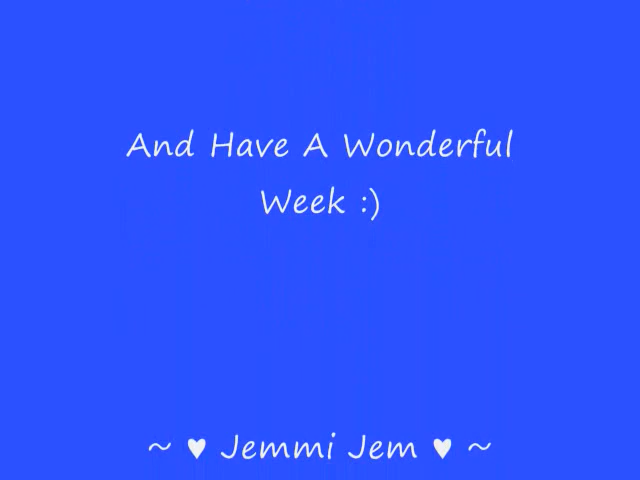 And Have A Wonderful
Week :)
~ ♥ Jemmi Jem ♥ ~